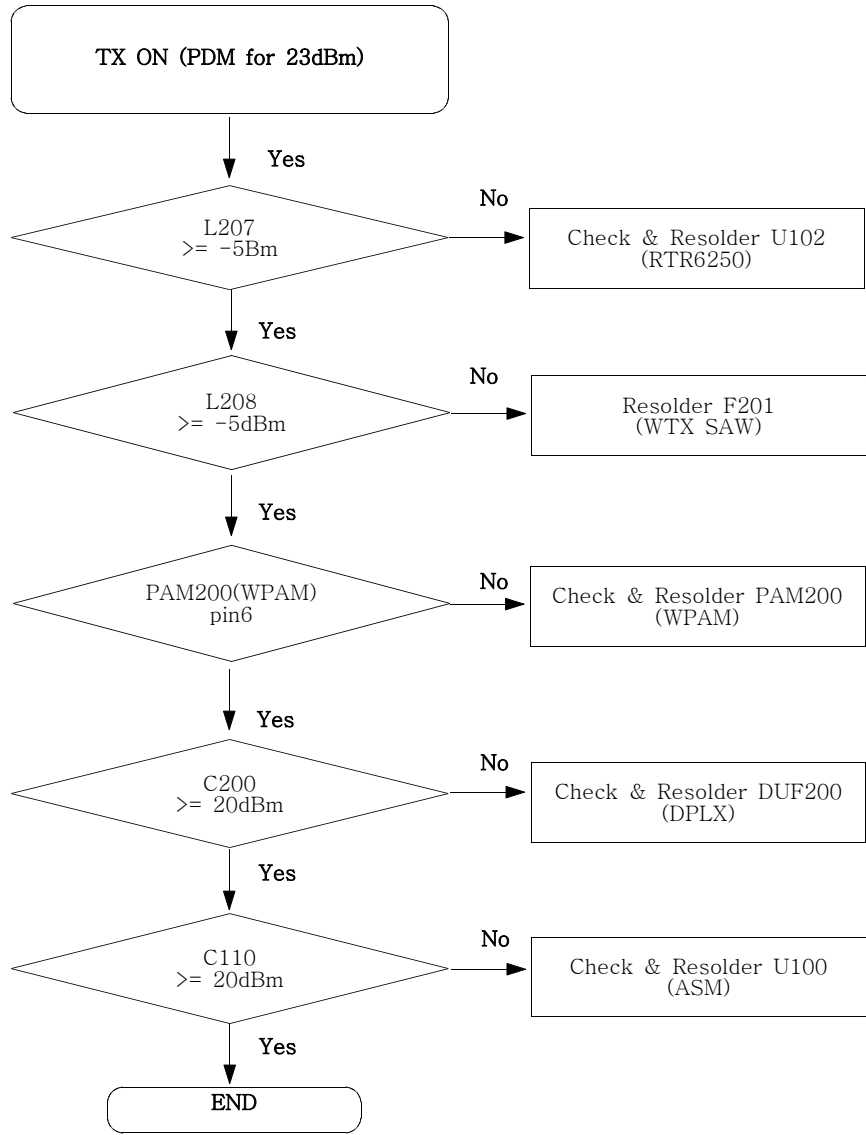 TX ON (PDM for 23dBm)
Yes
L207
>= -5Bm
No
Check & Resolder U102
(RTR6250)
Yes
L208
>= -5dBm
No
Resolder F201
(WTX SAW)
Yes
PAM200(WPAM)
pin6
No
Check & Resolder PAM200
(WPAM)
Yes
C200
>= 20dBm
No
Check & Resolder DUF200
(DPLX)
Yes
C110
>= 20dBm
No
Check & Resolder U100
(ASM)
Yes
END